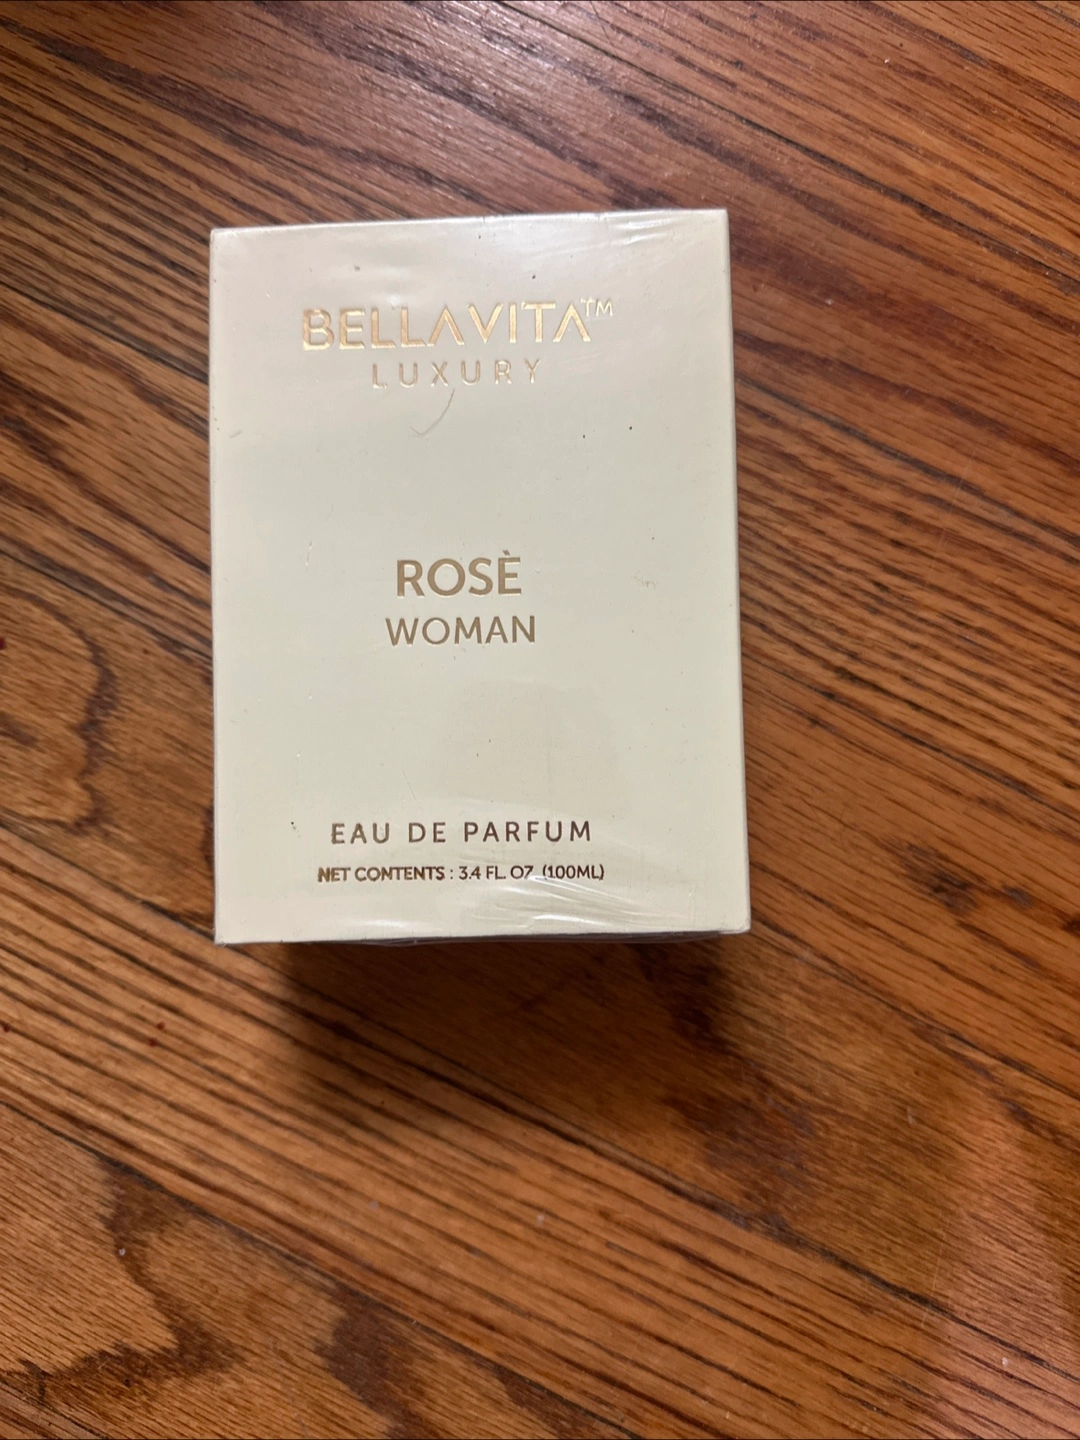 BELLAVITA™
LUXURY
ROSÈ
WOMAN
EAU DE PARFUM
NET CONTENTS : 3.4 FL. OZ. (100ML)